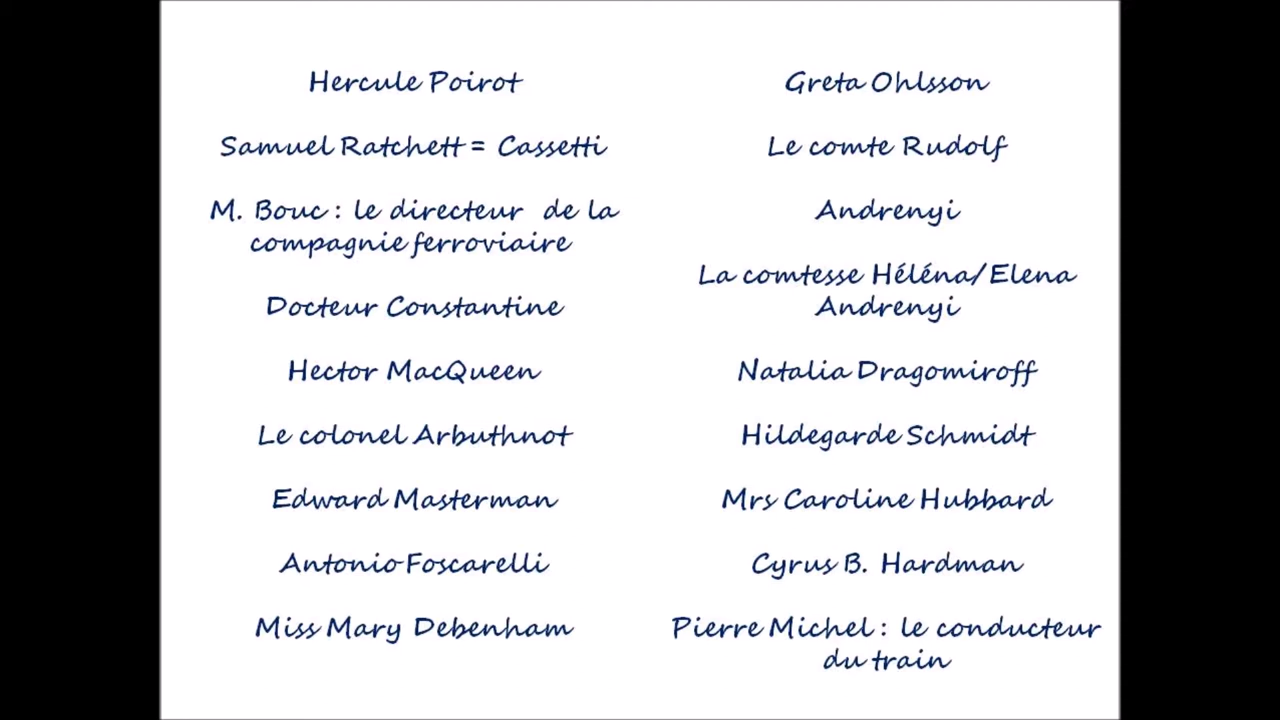 Hercule Poirot
Samuel Ratchett = Cassetti
M. Bouc : le directeur de la
compagnie ferroviaire
Docteur Constantine
Hector MacQueen
Le colonel Arbuthnot
Edward Masterman
Antonio Foscarelli
Miss Mary Debenham
Greta Ohlsson
Le comte Rudolf
Andrenyi
La comtesse Héléna/Elena
Andrenyi
Natalia Dragomiroff
Hildegarde Schmidt
Mrs Caroline Hubbard
Cyrus B. Hardman
Pierre Michel : le conducteur
du train